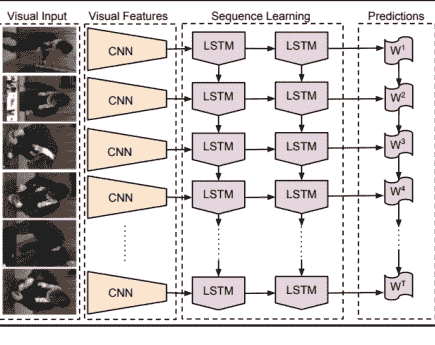 Visual Input Visual Features Sequence Learning Predictions
CNN LSTM LSTM W¹
CNN LSTM LSTM W²
CNN LSTM LSTM W³
CNN LSTM LSTM W⁴
CNN LSTM LSTM Wᵀ